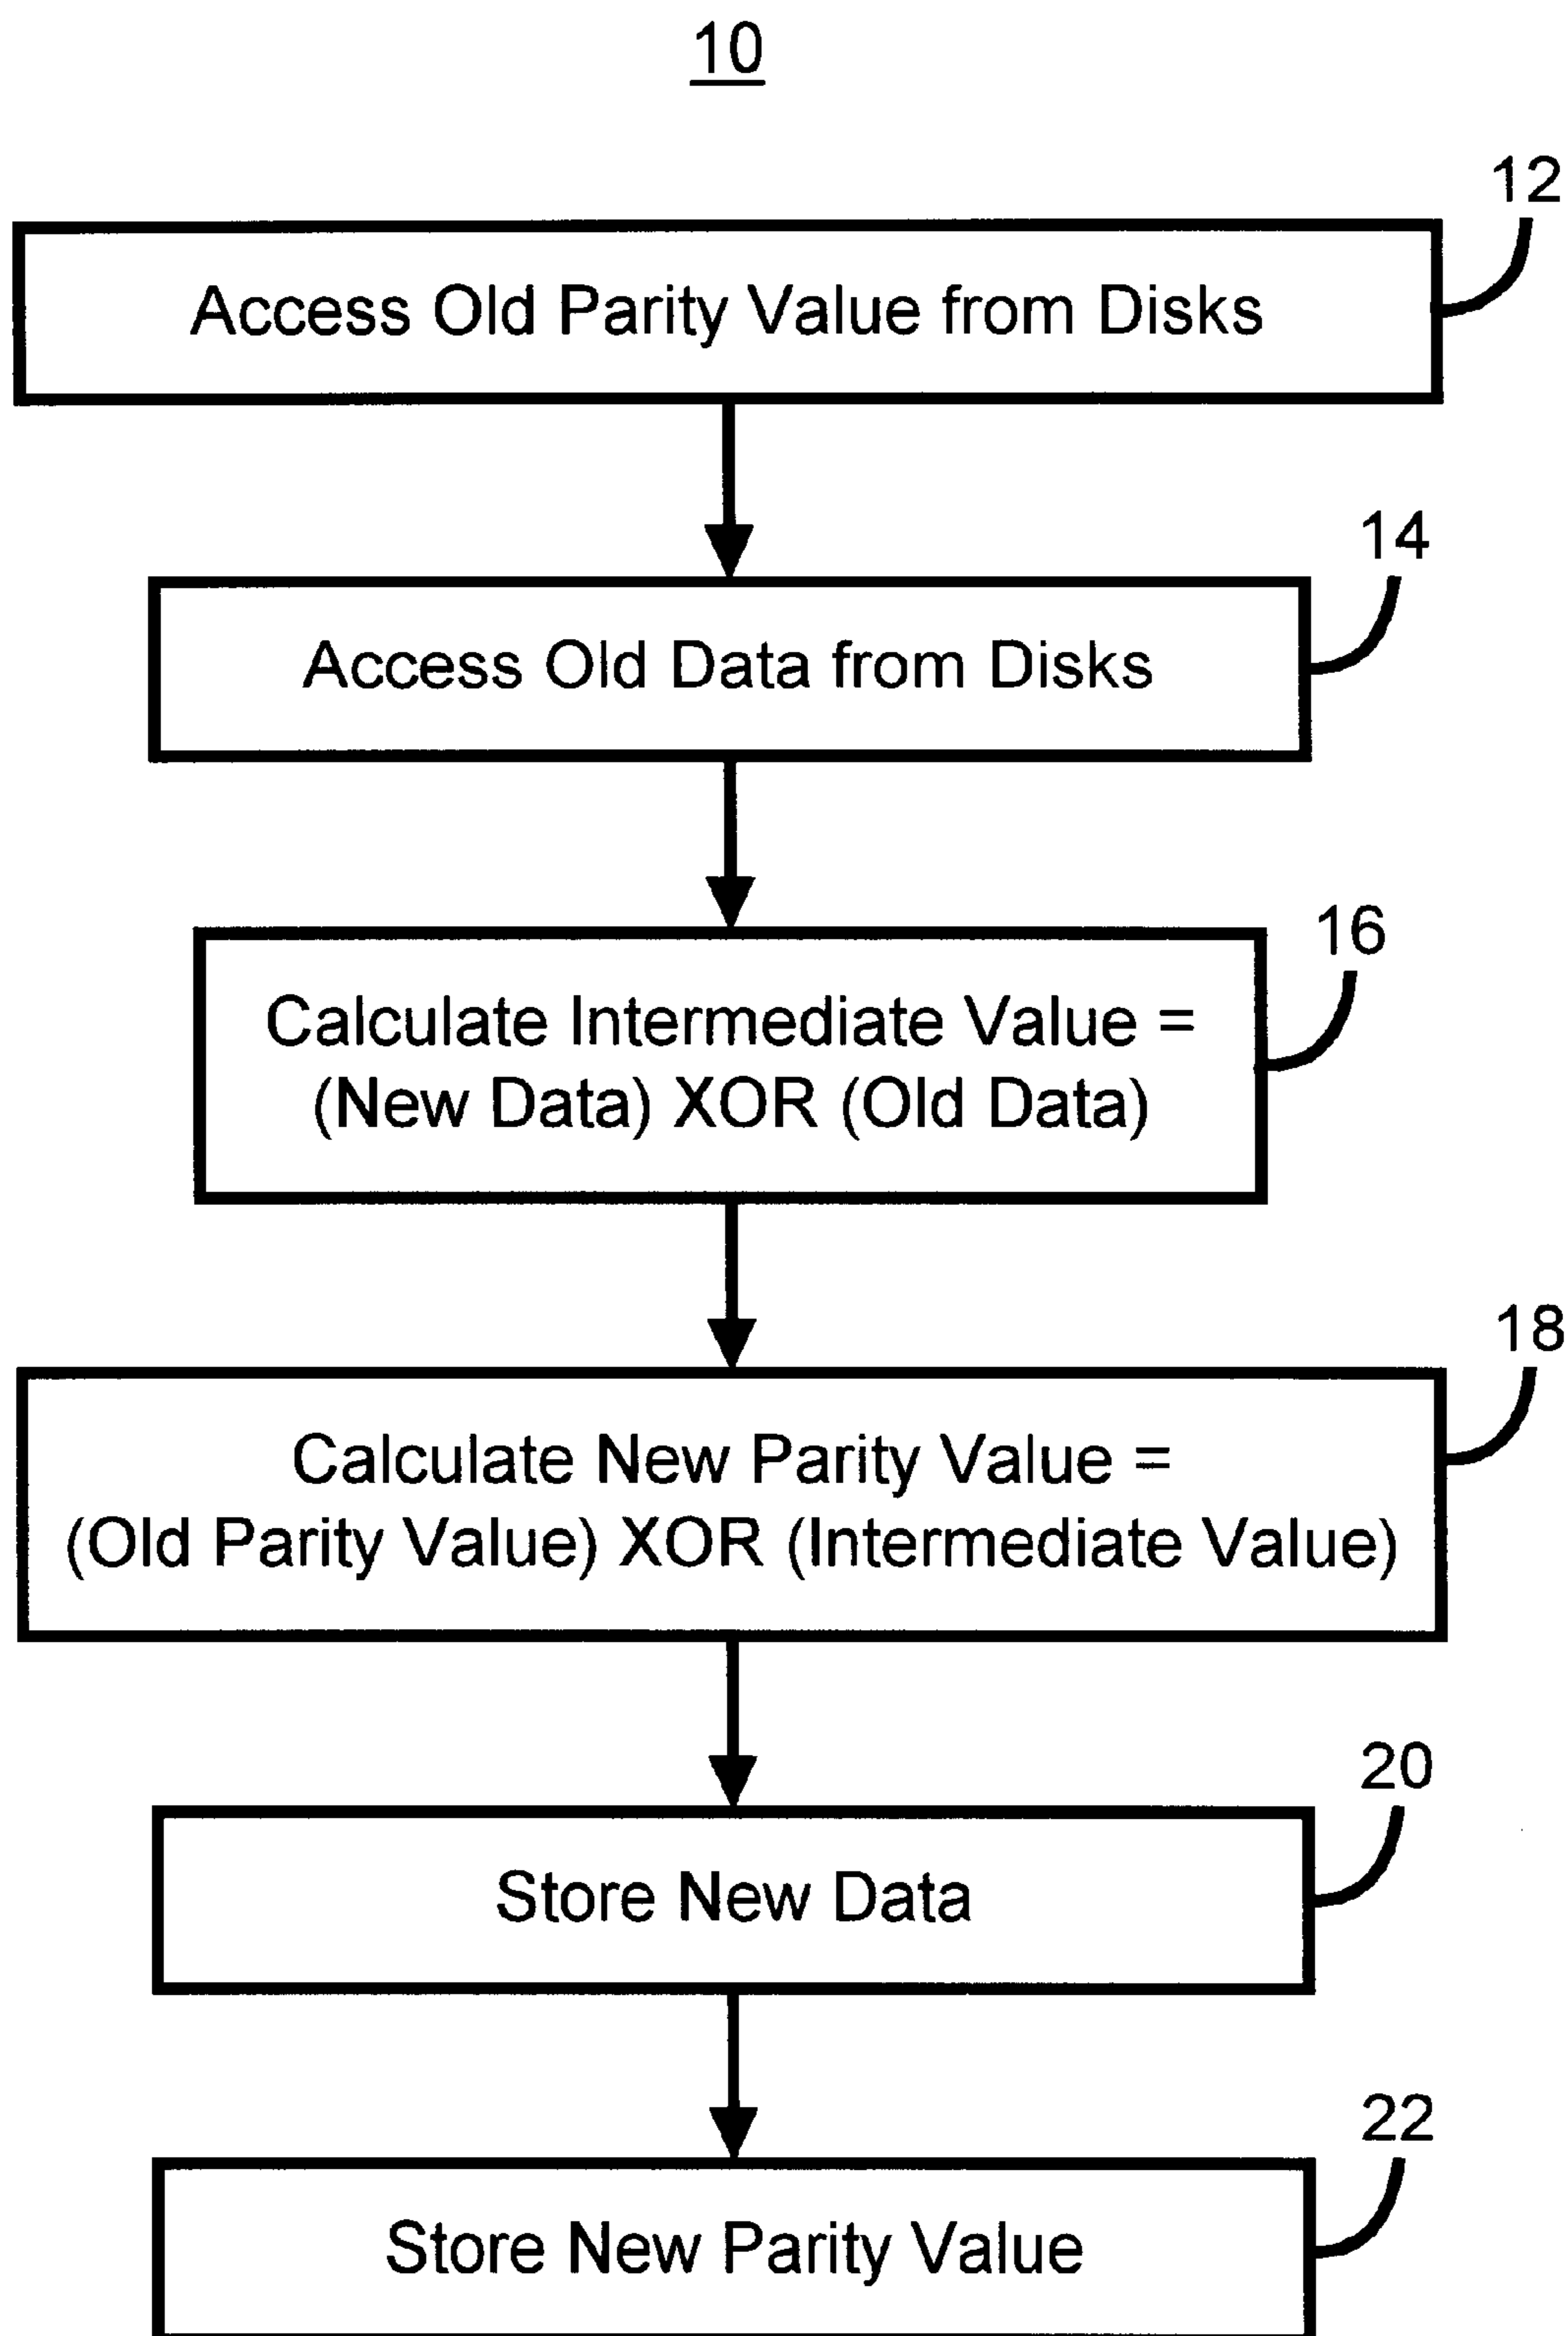 10
12
Access Old Parity Value from Disks
14
Access Old Data from Disks
16
Calculate Intermediate Value =
(New Data) XOR (Old Data)
18
Calculate New Parity Value =
(Old Parity Value) XOR (Intermediate Value)
20
Store New Data
22
Store New Parity Value